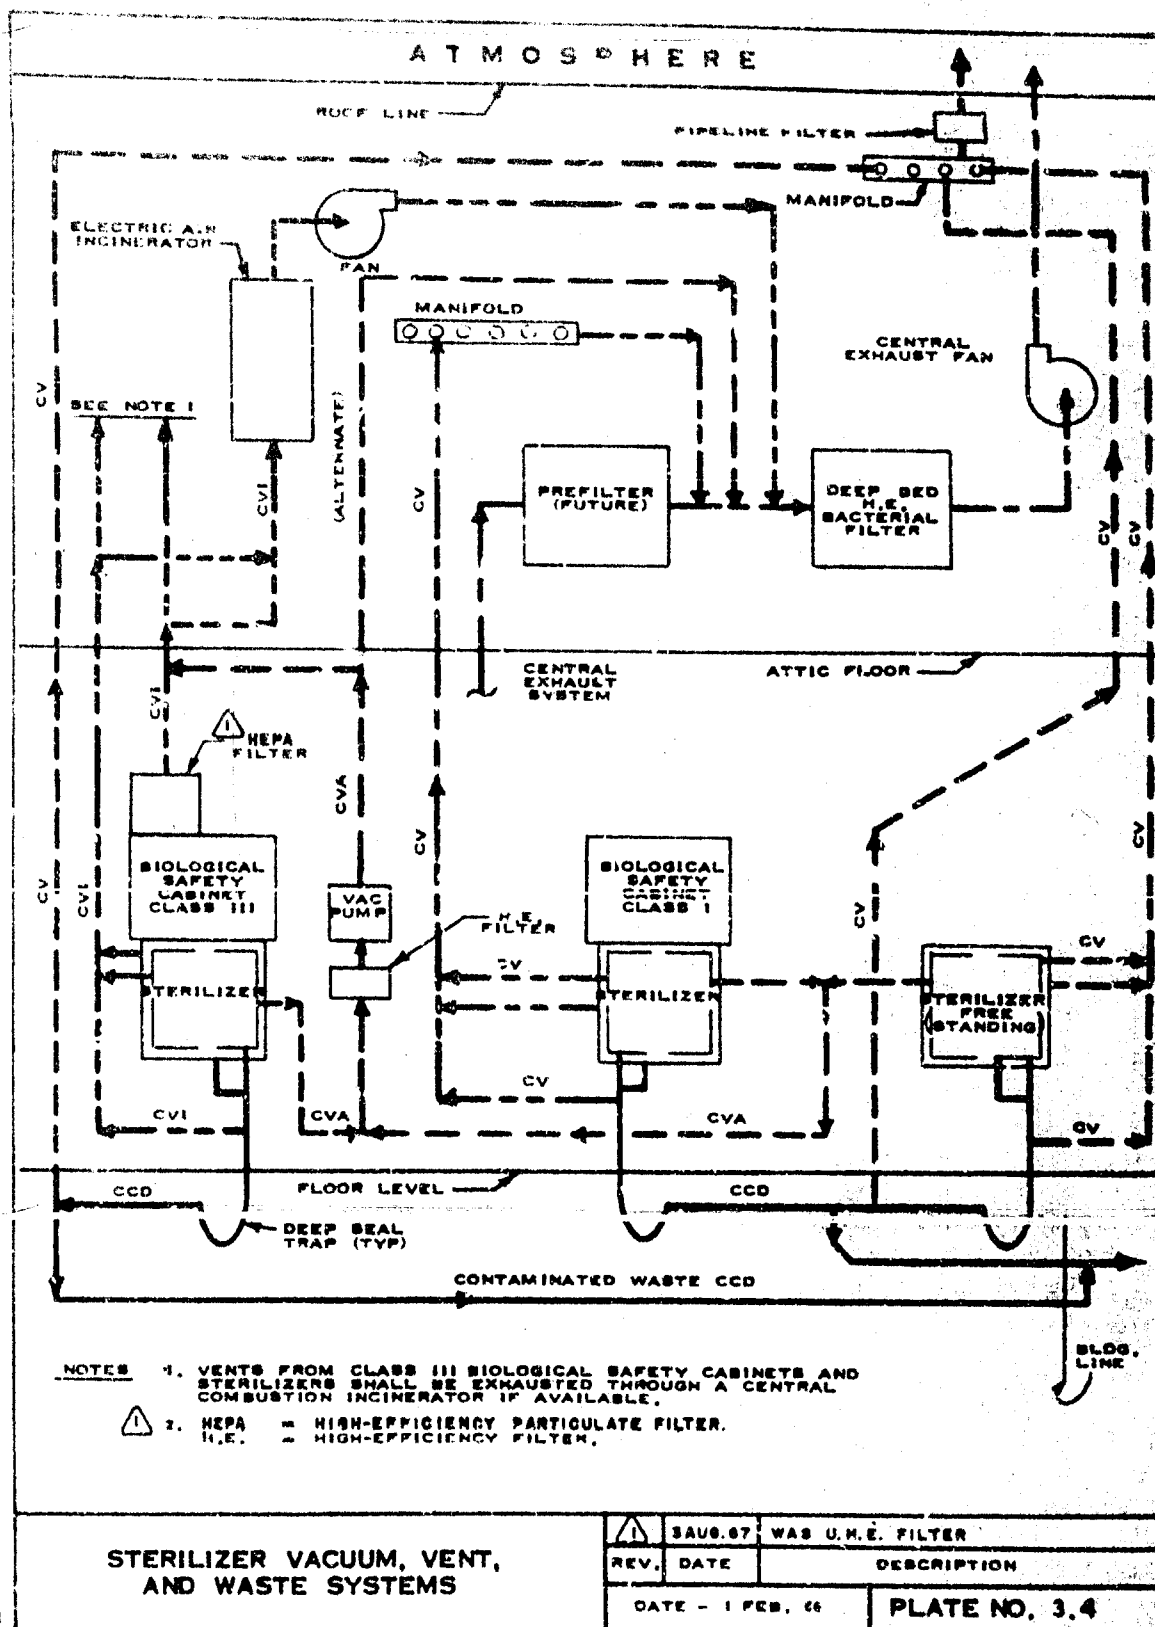 ATMOSPHERE
ROOF LINE
PIPELINE FILTER
MANIFOLD
ELECTRIC AIR
INCINERATOR
FAN
MANIFOLD
CENTRAL
EXHAUST FAN
CV
SEE NOTE 1
(ALTERNATE)
CVI
CV
PREFILTER
(FUTURE)
DEEP BED
H.E.
BACTERIAL
FILTER
CV
CV
CENTRAL
EXHAULT
SYSTEM
ATTIC FLOOR
CVI
1
HEPA
FILTER
CVA
CV
CV
CV
CVI
BIOLOGICAL
SAFETY
CABINET
CLASS III
VAC
PUMP
H.E.
FILTER
BIOLOGICAL
SAFETY
CABINET
CLASS I
CV
CV
CV
STERILIZER
STERILIZER
STERILIZER
FREE
(STANDING)
CV
CVI
CVA
CVA
CV
FLOOR LEVEL
CCD
CCD
DEEP SEAL
TRAP (TYP)
CONTAMINATED WASTE CCD
BLDG.
LINE
NOTES 1. VENTS FROM CLASS III BIOLOGICAL SAFETY CABINETS AND
STERILIZERS SHALL BE EXHAUSTED THROUGH A CENTRAL
COMBUSTION INCINERATOR IF AVAILABLE.
1 2. HEPA = HIGH-EFFICIENCY PARTICULATE FILTER.
H.E. = HIGH-EFFICIENCY FILTER.
STERILIZER VACUUM, VENT,
AND WASTE SYSTEMS
1 3AUG.67 WAS U.H.E. FILTER
REV. DATE DESCRIPTION
DATE - 1 FEB. 66
PLATE NO. 3.4